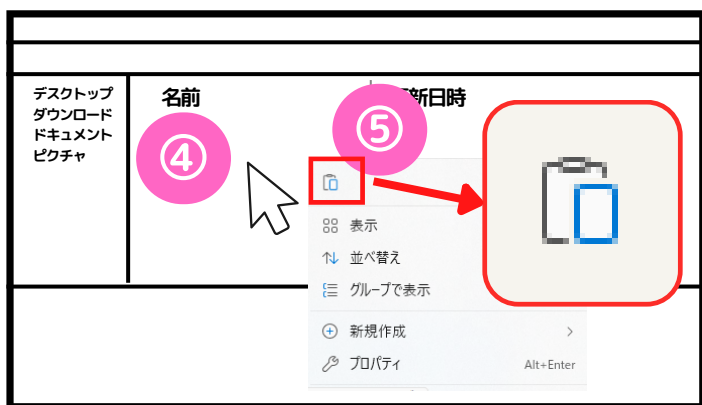 デスクトップ
ダウンロード
ドキュメント
ピクチャ
名前
新日時
④
⑤
表示
並べ替え
グループで表示
新規作成
プロパティ Alt+Enter